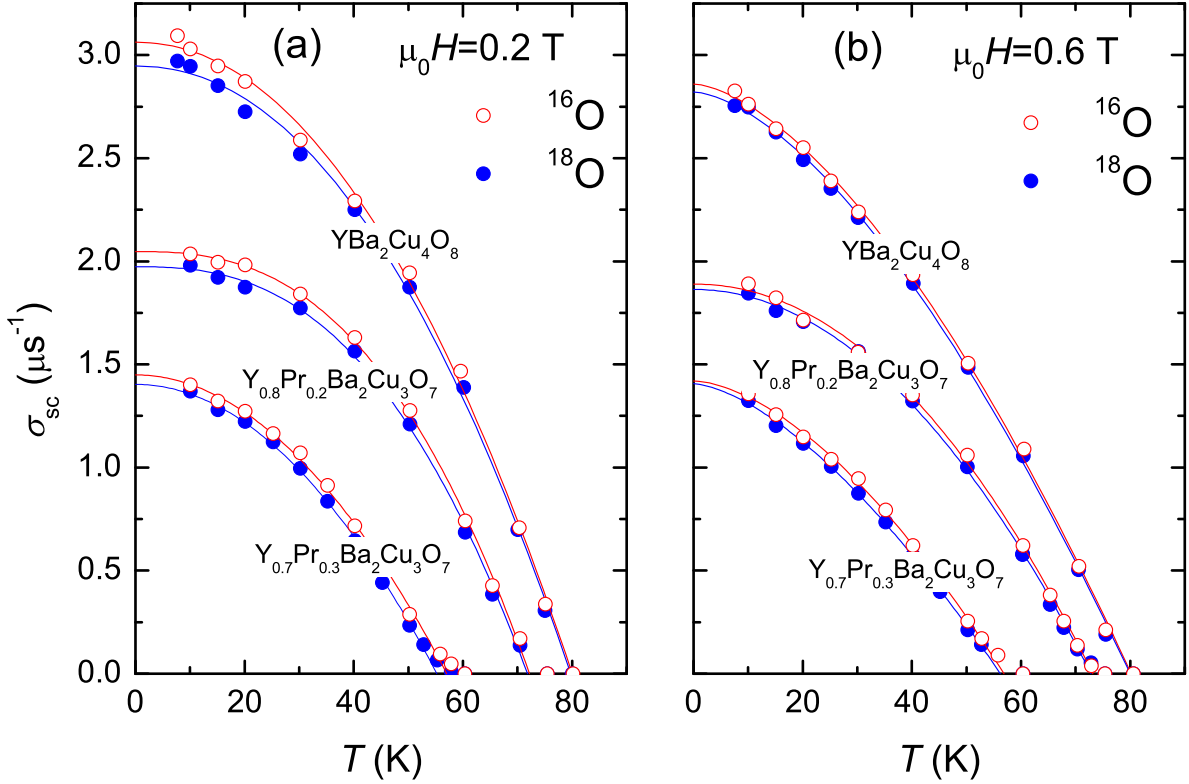 (a) μ₀H=0.2 T
¹⁶O
¹⁸O
YBa₂Cu₄O₈
Y₀.₈Pr₀.₂Ba₂Cu₃O₇
Y₀.₇Pr₀.₃Ba₂Cu₃O₇
3.0
2.5
2.0
1.5
1.0
0.5
0.0
σsc (μs⁻¹)
0 20 40 60 80
T (K)
(b) μ₀H=0.6 T
¹⁶O
¹⁸O
YBa₂Cu₄O₈
Y₀.₈Pr₀.₂Ba₂Cu₃O₇
Y₀.₇Pr₀.₃Ba₂Cu₃O₇
0 20 40 60 80
T (K)